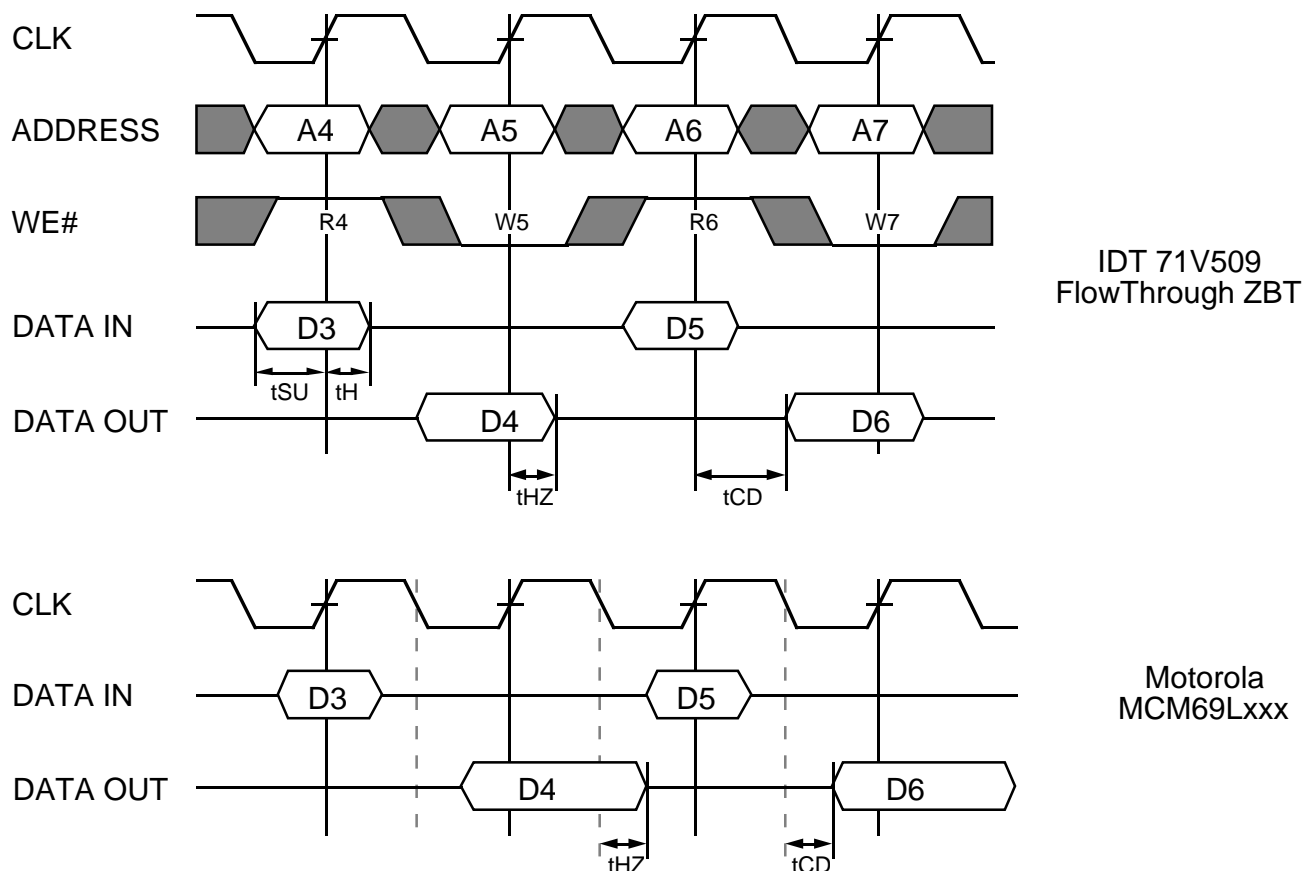 CLK
ADDRESS A4 A5 A6 A7
WE# R4 W5 R6 W7
IDT 71V509
FlowThrough ZBT
DATA IN D3 D5
tSU tH
DATA OUT D4 D6
tHZ tCD
CLK
DATA IN D3 D5
Motorola
MCM69Lxxx
DATA OUT D4 D6
tHZ tCD